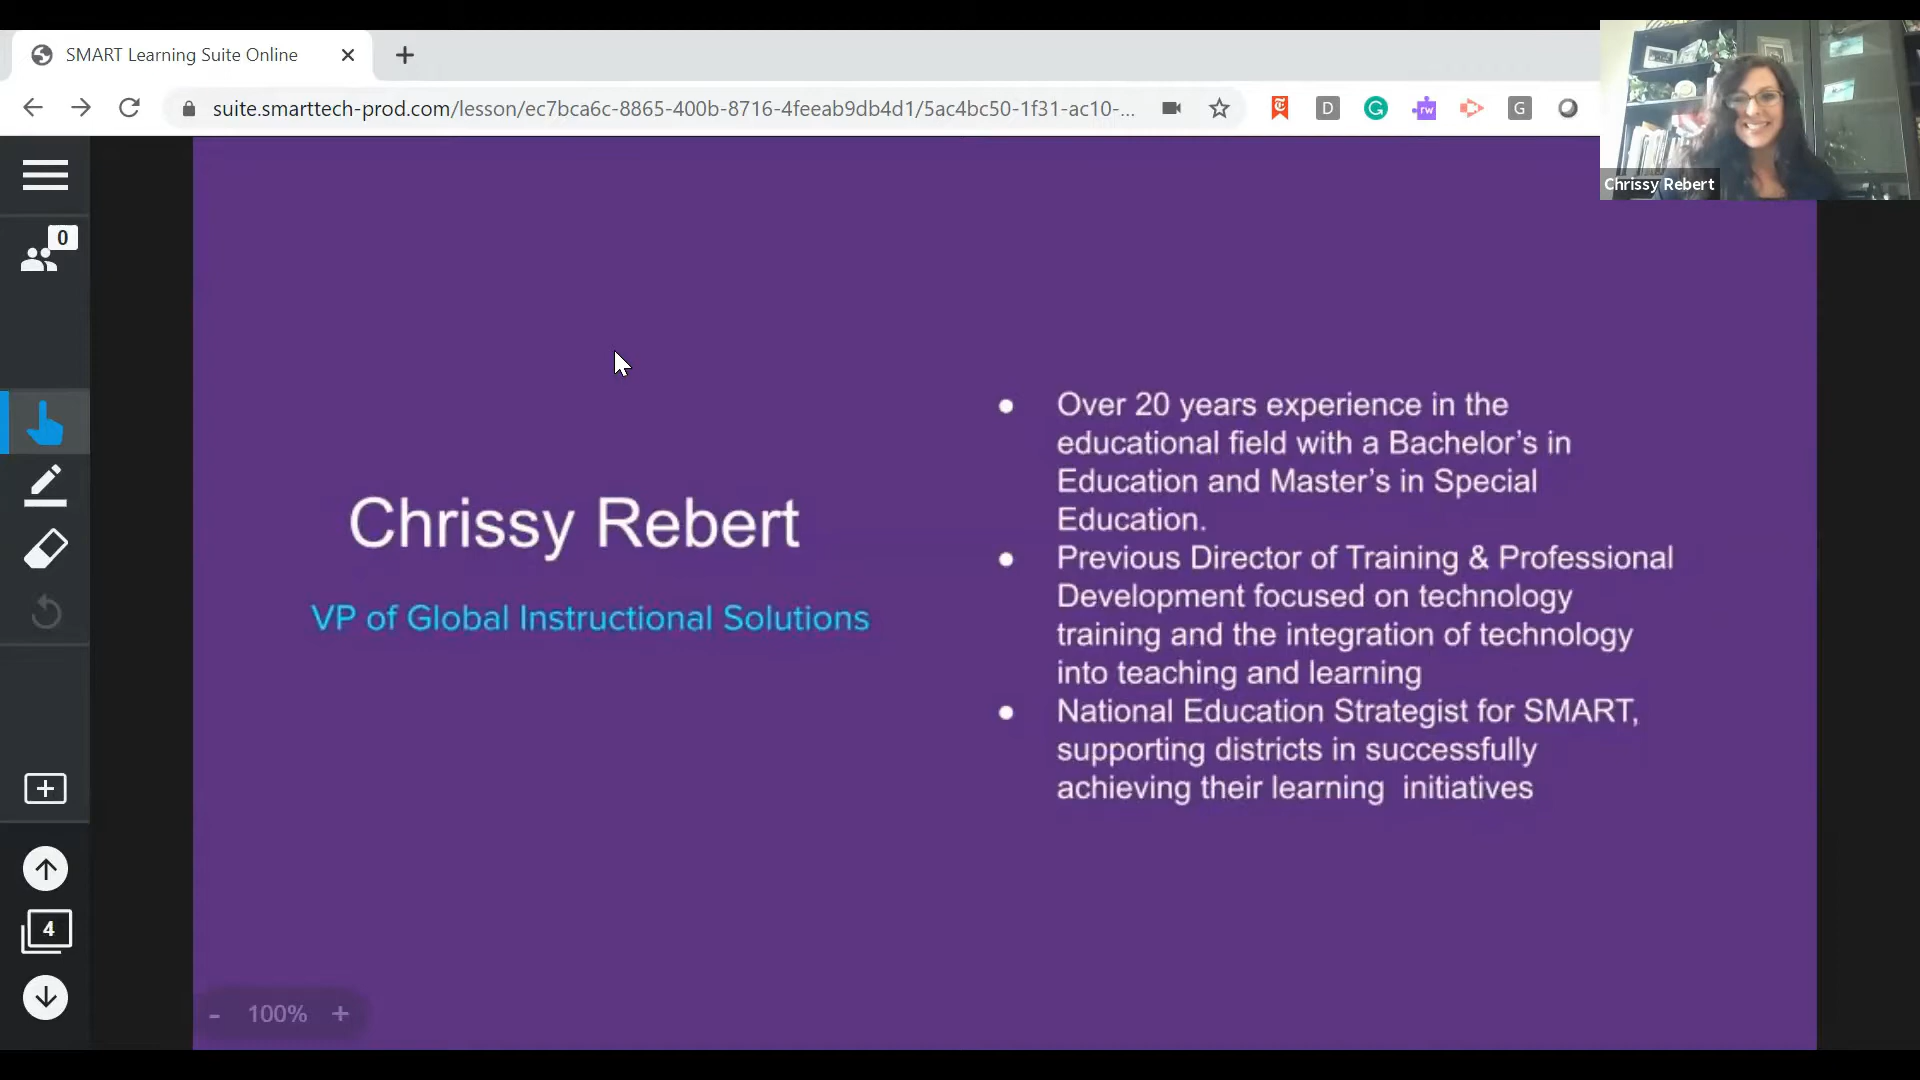 SMART Learning Suite Online
suite.smarttech-prod.com/lesson/ec7bca6c-8865-400b-8716-4feeab9db4d1/5ac4bc50-1f31-ac10-...
D
G
rw
G
Chrissy Rebert
0
Chrissy Rebert
VP of Global Instructional Solutions
● Over 20 years experience in the
educational field with a Bachelor’s in
Education and Master’s in Special
Education.
● Previous Director of Training & Professional
Development focused on technology
training and the integration of technology
into teaching and learning
● National Education Strategist for SMART,
supporting districts in successfully
achieving their learning  initiatives
4
- 100% +